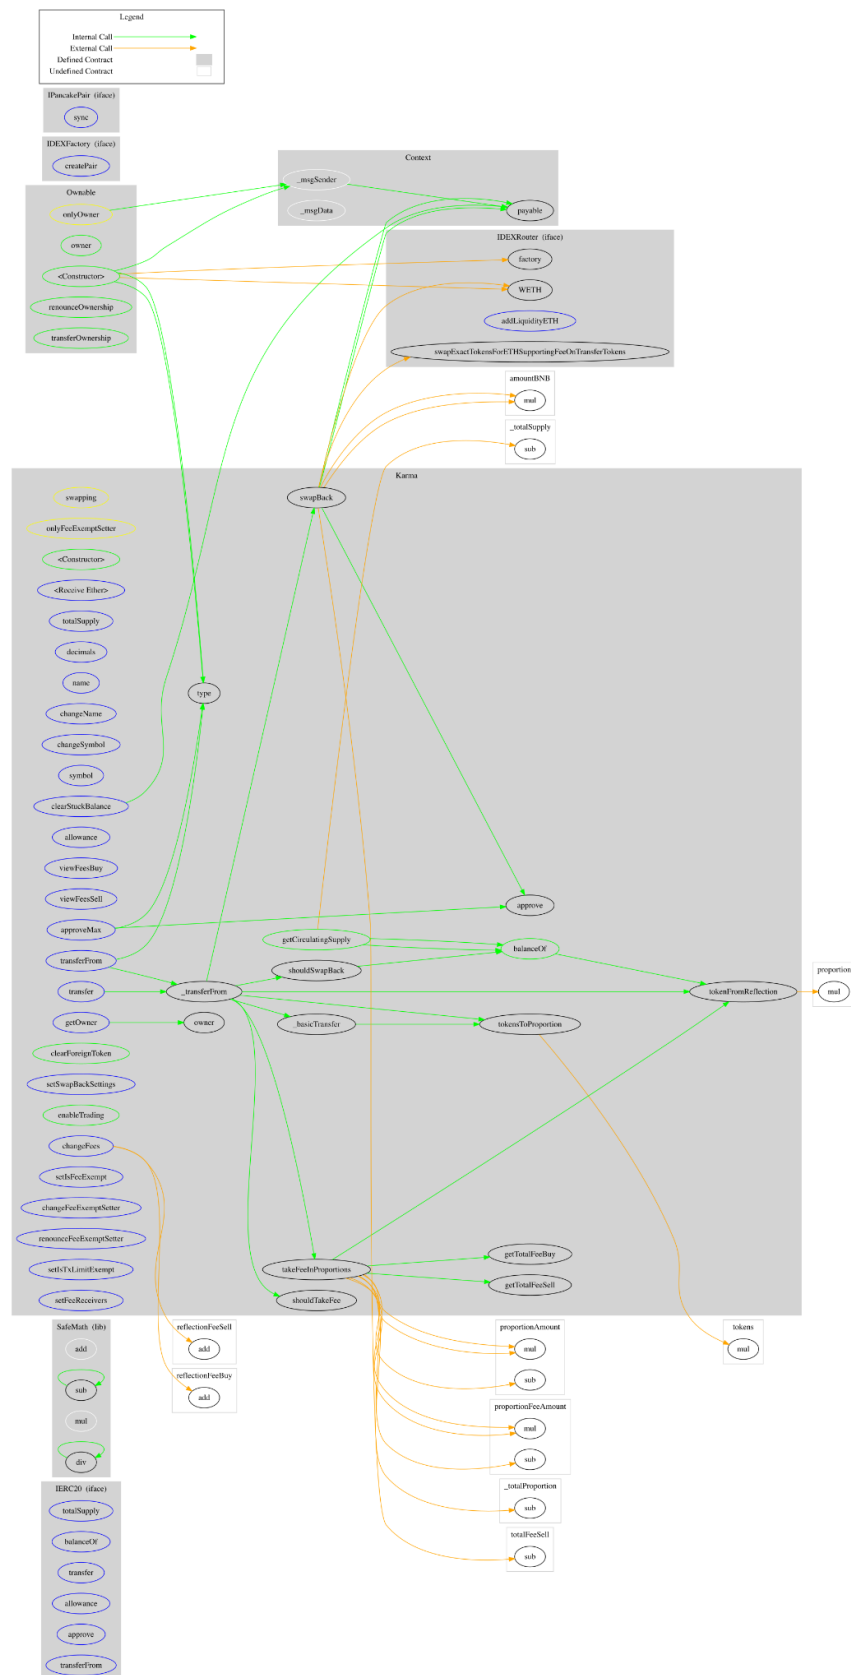 Legend
Internal Call
External Call
Defined Contract
Undefined Contract
IPancakePair (iface)
sync
IDEXFactory (iface)
createPair
Ownable
onlyOwner
owner
<Constructor>
renounceOwnership
transferOwnership
Context
_msgSender
_msgData
payable
IDEXRouter (iface)
factory
WETH
addLiquidityETH
swapExactTokensForETHSupportingFeeOnTransferTokens
amountBNB
mul
_totalSupply
sub
Karma
swapping
onlyFeeExemptSetter
<Constructor>
<Receive Ether>
totalSupply
decimals
name
changeName
changeSymbol
symbol
clearStuckBalance
allowance
viewFeesBuy
viewFeesSell
approveMax
transferFrom
transfer
getOwner
clearForeignToken
setSwapBackSettings
enableTrading
changeFees
setIsFeeExempt
changeFeeExemptSetter
renounceFeeExemptSetter
setIsTxLimitExempt
setFeeReceivers
type
_transferFrom
owner
swapBack
getCirculatingSupply
shouldSwapBack
_basicTransfer
takeFeeInProportions
shouldTakeFee
approve
balanceOf
tokensToProportion
getTotalFeeBuy
getTotalFeeSell
tokenFromReflection
proportion
mul
SafeMath (lib)
add
sub
mul
div
reflectionFeeSell
add
reflectionFeeBuy
add
proportionAmount
mul
sub
proportionFeeAmount
mul
sub
_totalProportion
sub
totalFeeSell
sub
tokens
mul
IERC20 (iface)
totalSupply
balanceOf
transfer
allowance
approve
transferFrom